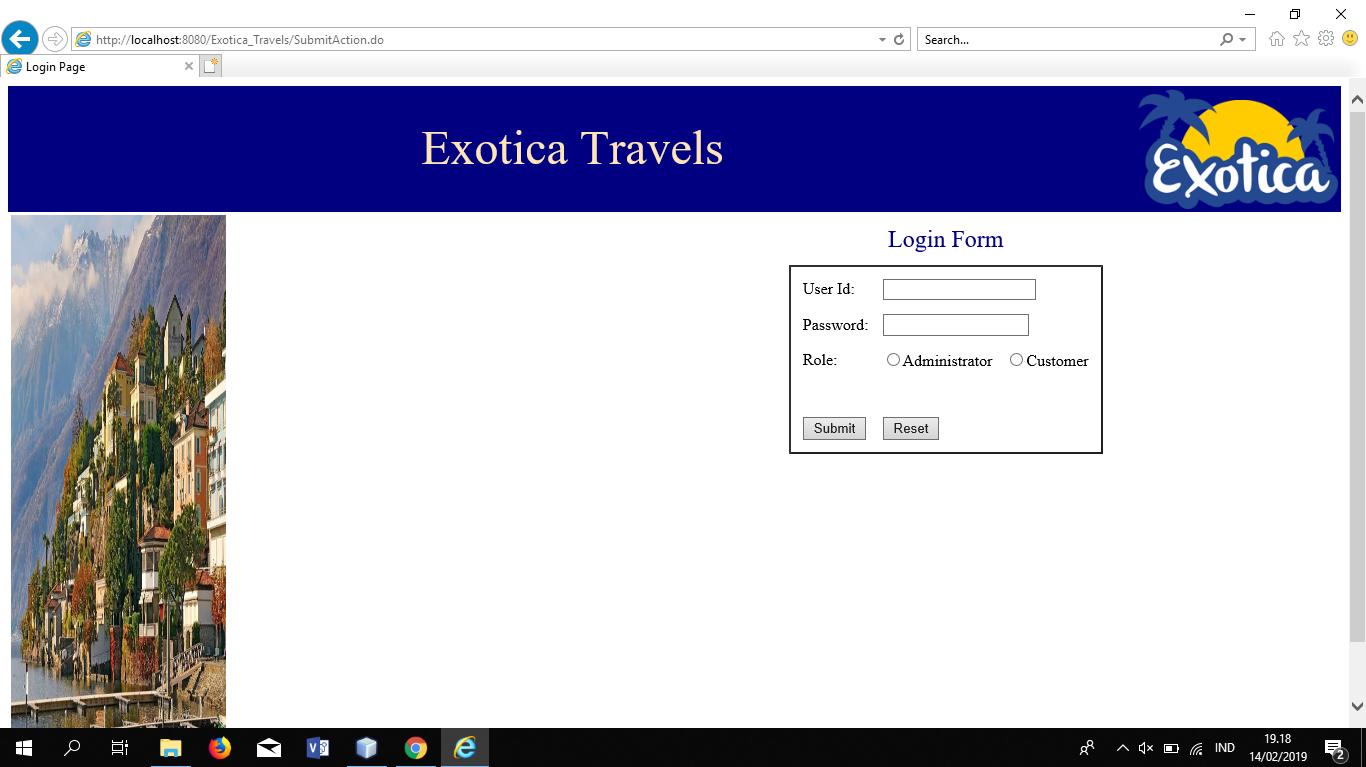 http://localhost:8080/Exotica_Travels/SubmitAction.do
Search...
Login Page
Exotica Travels
Exotica
Login Form
User Id:
Password:
Role: Administrator Customer
Submit Reset
19.18
IND
14/02/2019
2